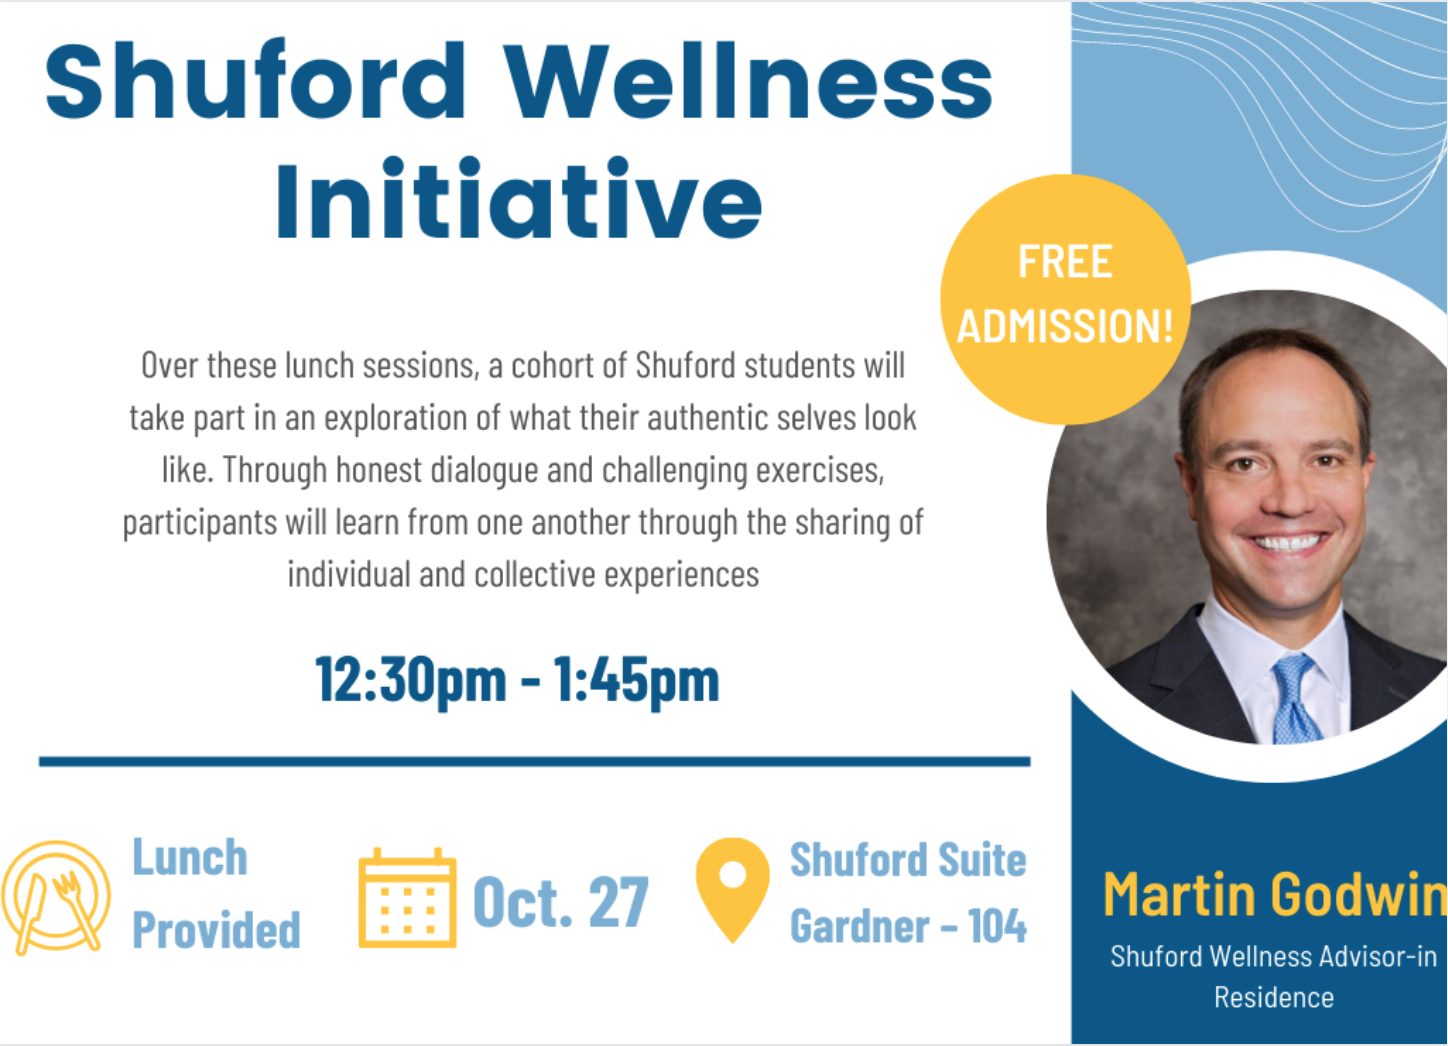 Shuford Wellness
Initiative
FREE
ADMISSION!
Over these lunch sessions, a cohort of Shuford students will
take part in an exploration of what their authentic selves look
like. Through honest dialogue and challenging exercises,
participants will learn from one another through the sharing of
individual and collective experiences
12:30pm - 1:45pm
Lunch
Provided
Oct. 27
Shuford Suite
Gardner – 104
Martin Godwin
Shuford Wellness Advisor-in
Residence